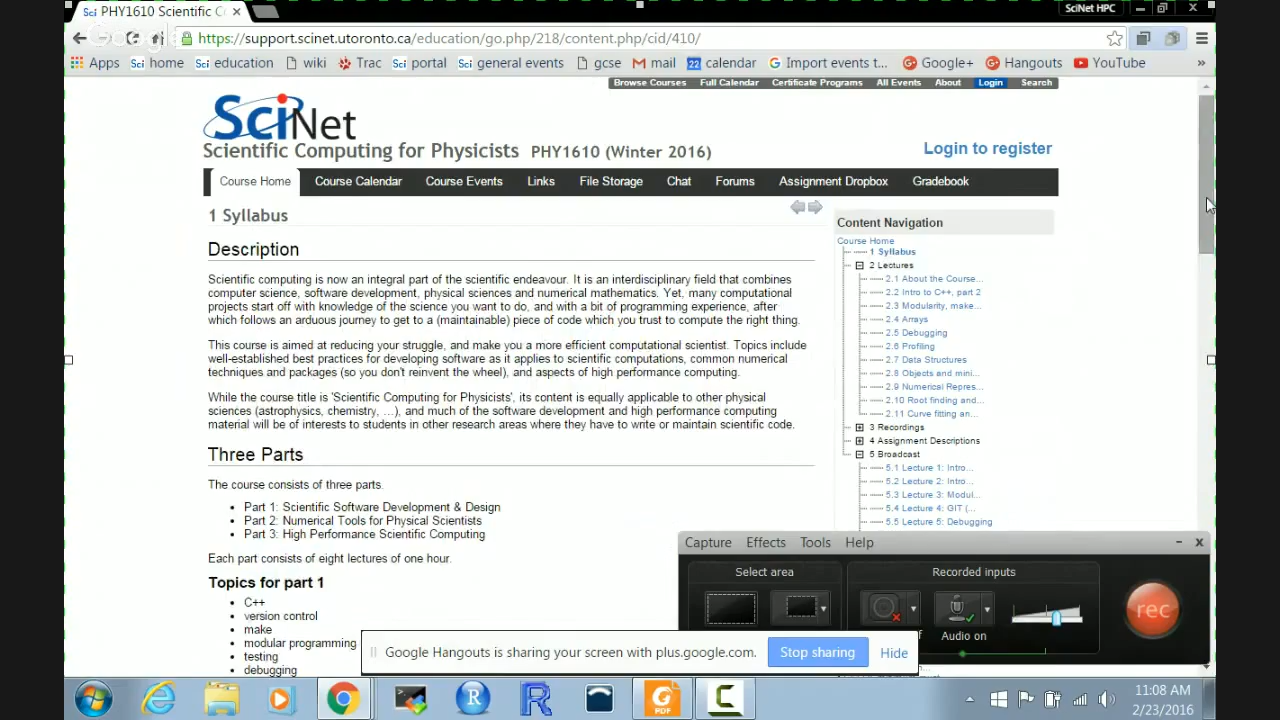 Sci PHY1610 Scientific C
SciNet HPC
https://support.scinet.utoronto.ca/education/go.php/218/content.php/cid/410/
Apps Sci home Sci education wiki Trac Sci portal Sci general events gcse mail 22 calendar Import events t... Google+ Hangouts YouTube »
Browse Courses Full Calendar Certificate Programs All Events About Login Search
SciNet
Scientific Computing for Physicists PHY1610 (Winter 2016)
Login to register
Course Home Course Calendar Course Events Links File Storage Chat Forums Assignment Dropbox Gradebook
1 Syllabus
Description
Scientific computing is now an integral part of the scientific endeavour. It is an interdisciplinary field that combines
computer science, software development, physical sciences and numerical mathematics. Yet, many computational
projects start off with knowledge of the science you want to do, and with a bit of programming experience, after
which follows an arduous journey to get to a (maintainable) piece of code which you trust to compute the right thing.
This course is aimed at reducing your struggle, and make you a more efficient computational scientist. Topics include
well-established best practices for developing software as it applies to scientific computations, common numerical
techniques and packages (so you don't reinvent the wheel), and aspects of high performance computing.
While the course title is 'Scientific Computing for Physicists', its content is equally applicable to other physical
sciences (astrophysics, chemistry, ...), and much of the software development and high performance computing
material will be of interests to students in other research areas where they have to write or maintain scientific code.
Three Parts
The course consists of three parts.
Part 1: Scientific Software Development & Design
Part 2: Numerical Tools for Physical Scientists
Part 3: High Performance Scientific Computing
Each part consists of eight lectures of one hour.
Topics for part 1
C++
version control
make
modular programming
testing
debugging
Content Navigation
Course Home
1 Syllabus
2 Lectures
2.1 About the Course...
2.2 Intro to C++, part 2
2.3 Modularity, make...
2.4 Arrays
2.5 Debugging
2.6 Profiling
2.7 Data Structures
2.8 Objects and mini...
2.9 Numerical Repres...
2.10 Root finding and...
2.11 Curve fitting an...
3 Recordings
4 Assignment Descriptions
5 Broadcast
5.1 Lecture 1: Intro...
5.2 Lecture 2: Intro...
5.3 Lecture 3: Modul...
5.4 Lecture 4: GIT (...
5.5 Lecture 5: Debugging
Capture Effects Tools Help
Select area
Recorded inputs
Audio on
rec
Google Hangouts is sharing your screen with plus.google.com.
Stop sharing
Hide
PDF
11:08 AM
2/23/2016